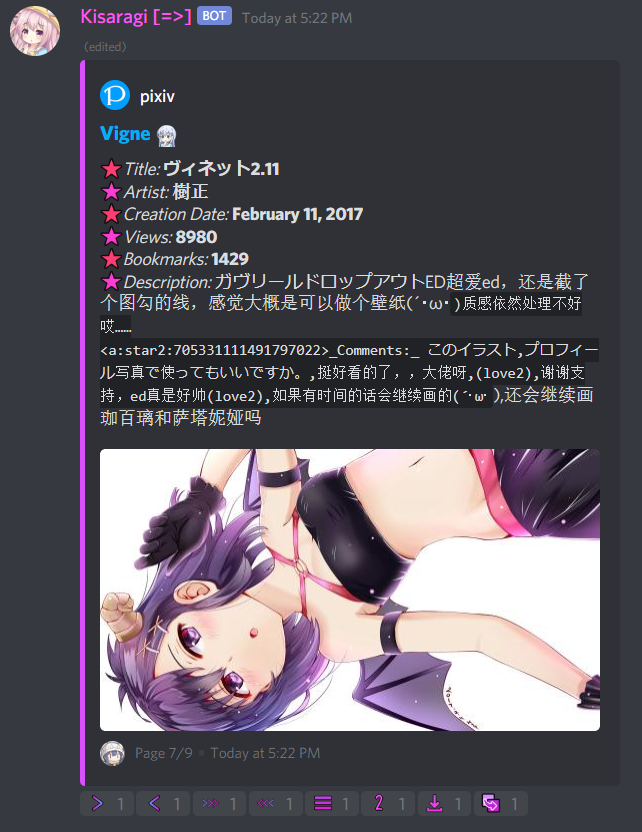 Kisaragi [=>] BOT Today at 5:22 PM
(edited)
pixiv
Vigne
Title: ヴィネット2.11
Artist: 樹正
Creation Date: February 11, 2017
Views: 8980
Bookmarks: 1429
Description: ガヴリールドロップアウトED超爱ed，还是截了
个图勾的线，感觉大概是可以做个壁纸(´･ω･)质感依然处理不好
哎……
<a:star2:705331111491797022>_Comments:_ このイラスト,プロフィー
ル写真で使ってもいいですか。,挺好看的了，，大佬呀,(love2),谢谢支
持，ed真是好帅(love2),如果有时间的话会继续画的(´･ω･),还会继续画
珈百璃和萨塔妮娅吗
Page 7/9 • Today at 5:22 PM
1 1 1 1 1 2 1 1 1